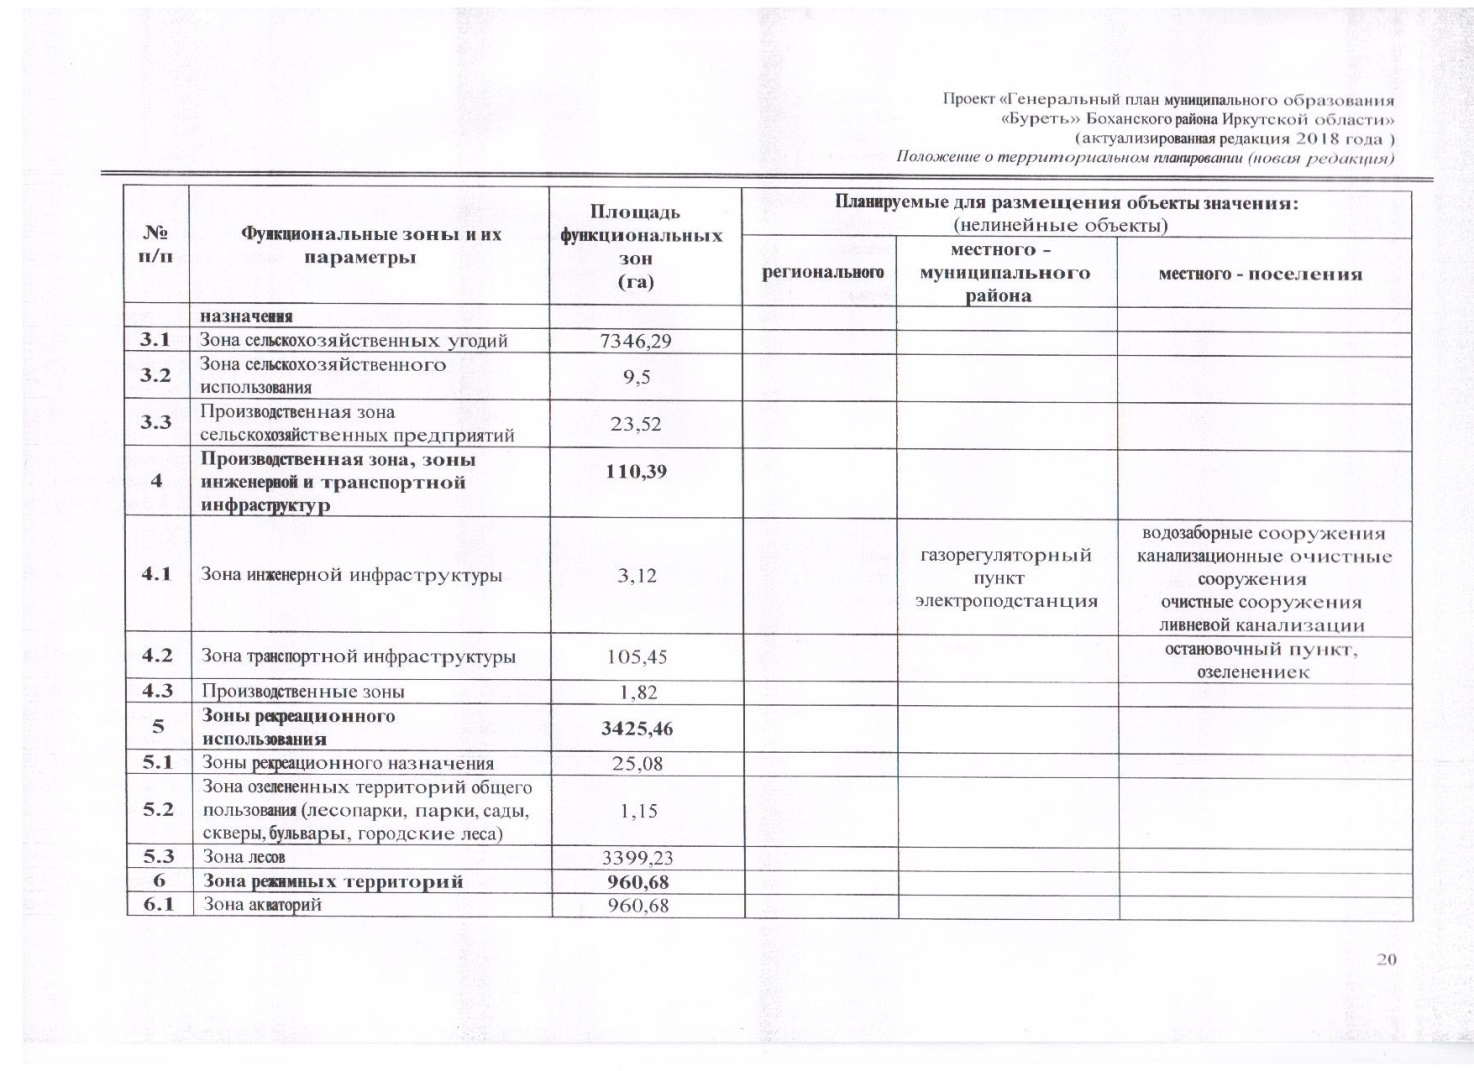 Проект «Генеральный план муниципального образования
«Буреть» Боханского района Иркутской области»
(актуализированная редакция 2018 года )
Положение о территориальном планировании (новая редакция)
№
п/п
Функциональные зоны и их
параметры
Площадь
функциональных
зон
(га)
Планируемые для размещения объекты значения:
(нелинейные объекты)
регионального
местного -
муниципального
района
местного - поселения
назначения
3.1 Зона сельскохозяйственных угодий 7346,29
3.2 Зона сельскохозяйственного
использования 9,5
3.3 Производственная зона
сельскохозяйственных предприятий 23,52
4 Производственная зона, зоны
инженерной и транспортной
инфраструктур 110,39
4.1 Зона инженерной инфраструктуры 3,12
газорегуляторный
пункт
электроподстанция
водозаборные сооружения
канализационные очистные
сооружения
очистные сооружения
ливневой канализации
4.2 Зона транспортной инфраструктуры 105,45
остановочный пункт,
озеленениек
4.3 Производственные зоны 1,82
5 Зоны рекреационного
использования 3425,46
5.1 Зоны рекреационного назначения 25,08
5.2 Зона озелененных территорий общего
пользования (лесопарки, парки, сады,
скверы, бульвары, городские леса) 1,15
5.3 Зона лесов 3399,23
6 Зона режимных территорий 960,68
6.1 Зона акваторий 960,68
20